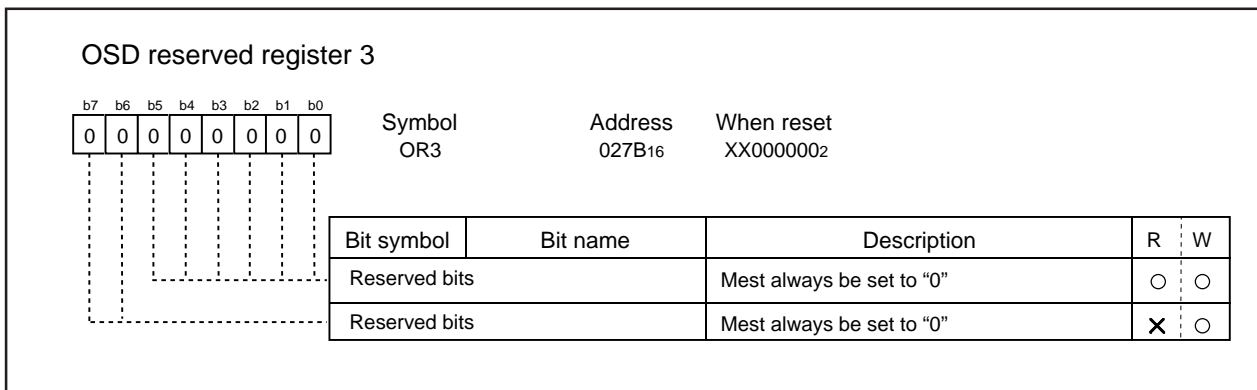 OSD reserved register 3
b7 b6 b5 b4 b3 b2 b1 b0
0 0 0 0 0 0 0 0
Symbol Address When reset
OR3 027B16 XX0000002
Bit symbol Bit name Description R W
Reserved bits Mest always be set to “0” ○ ○
Reserved bits Mest always be set to “0” ✕ ○